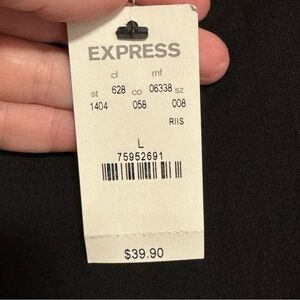 EXPRESS
cl mf
st 628 co 06338 sz
1404 058 008
RIIS
L
75952691
$39.90